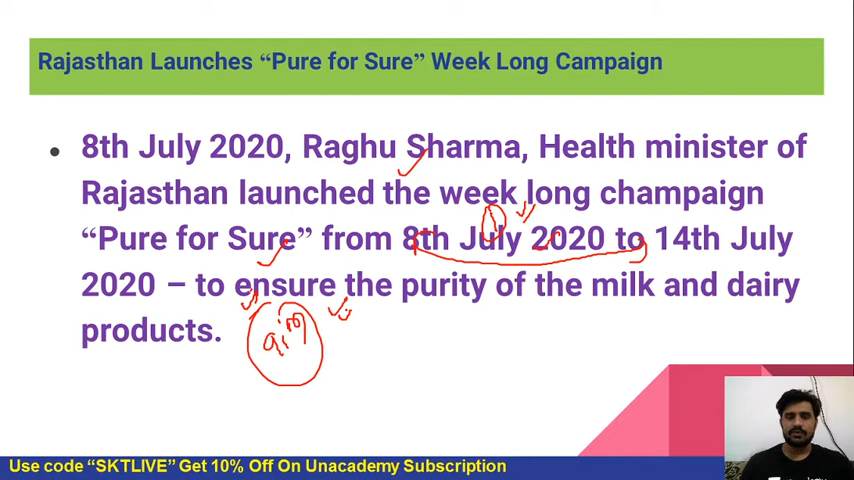 Rajasthan Launches “Pure for Sure” Week Long Campaign
• 8th July 2020, Raghu Sharma, Health minister of
Rajasthan launched the week long champaign
“Pure for Sure” from 8th July 2020 to 14th July
2020 – to ensure the purity of the milk and dairy
products.
aim
Use code “SKTLIVE” Get 10% Off On Unacademy Subscription